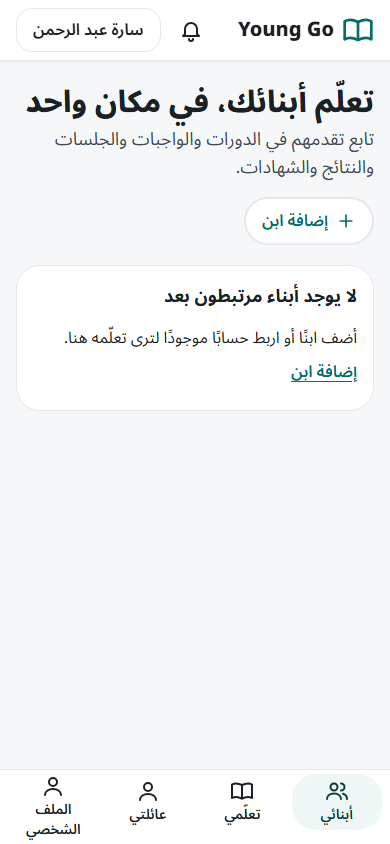 Young Go
سارة عبد الرحمن
تعلّم أبنائك، في مكان واحد
تابع تقدمهم في الدورات والواجبات والجلسات
والنتائج والشهادات.
إضافة ابن
لا يوجد أبناء مرتبطون بعد
أضف ابنًا أو اربط حسابًا موجودًا لترى تعلّمه هنا.
إضافة ابن
أبنائي
تعلّمي
عائلتي
الملف
الشخصي